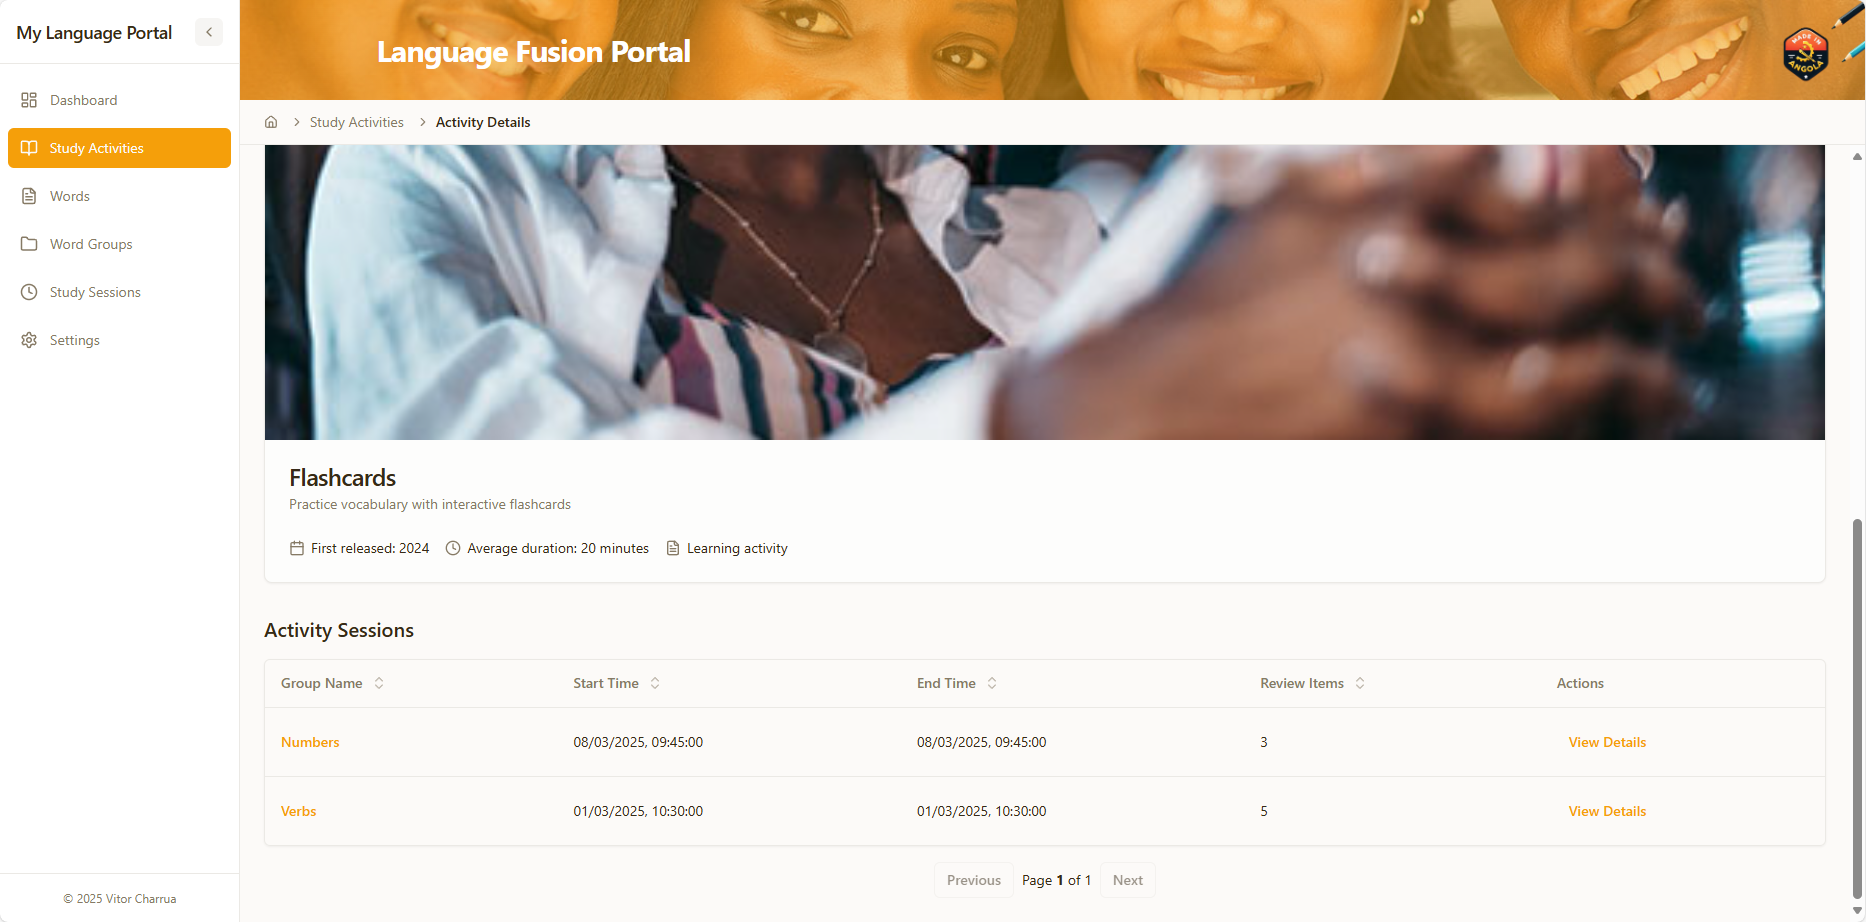 My Language Portal
Dashboard
Study Activities
Words
Word Groups
Study Sessions
Settings
© 2025 Vitor Charrua
Language Fusion Portal
MADE IN
ANGOLA
Study Activities
Activity Details
Flashcards
Practice vocabulary with interactive flashcards
First released: 2024 Average duration: 20 minutes Learning activity
Activity Sessions
Group Name Start Time End Time Review Items Actions
Numbers 08/03/2025, 09:45:00 08/03/2025, 09:45:00 3 View Details
Verbs 01/03/2025, 10:30:00 01/03/2025, 10:30:00 5 View Details
Previous Page 1 of 1 Next